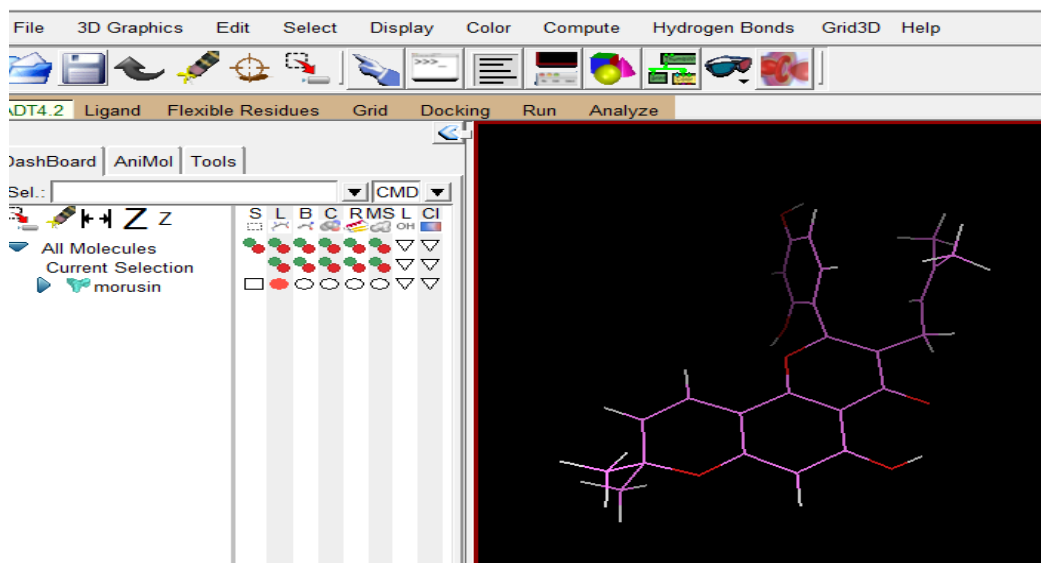 File 3D Graphics Edit Select Display Color Compute Hydrogen Bonds Grid3D Help
>>>_
ADT4.2 Ligand Flexible Residues Grid Docking Run Analyze
DashBoard AniMol Tools
Sel.: CMD
Z Z S L B C R MS L Cl
OH
All Molecules
Current Selection
morusin